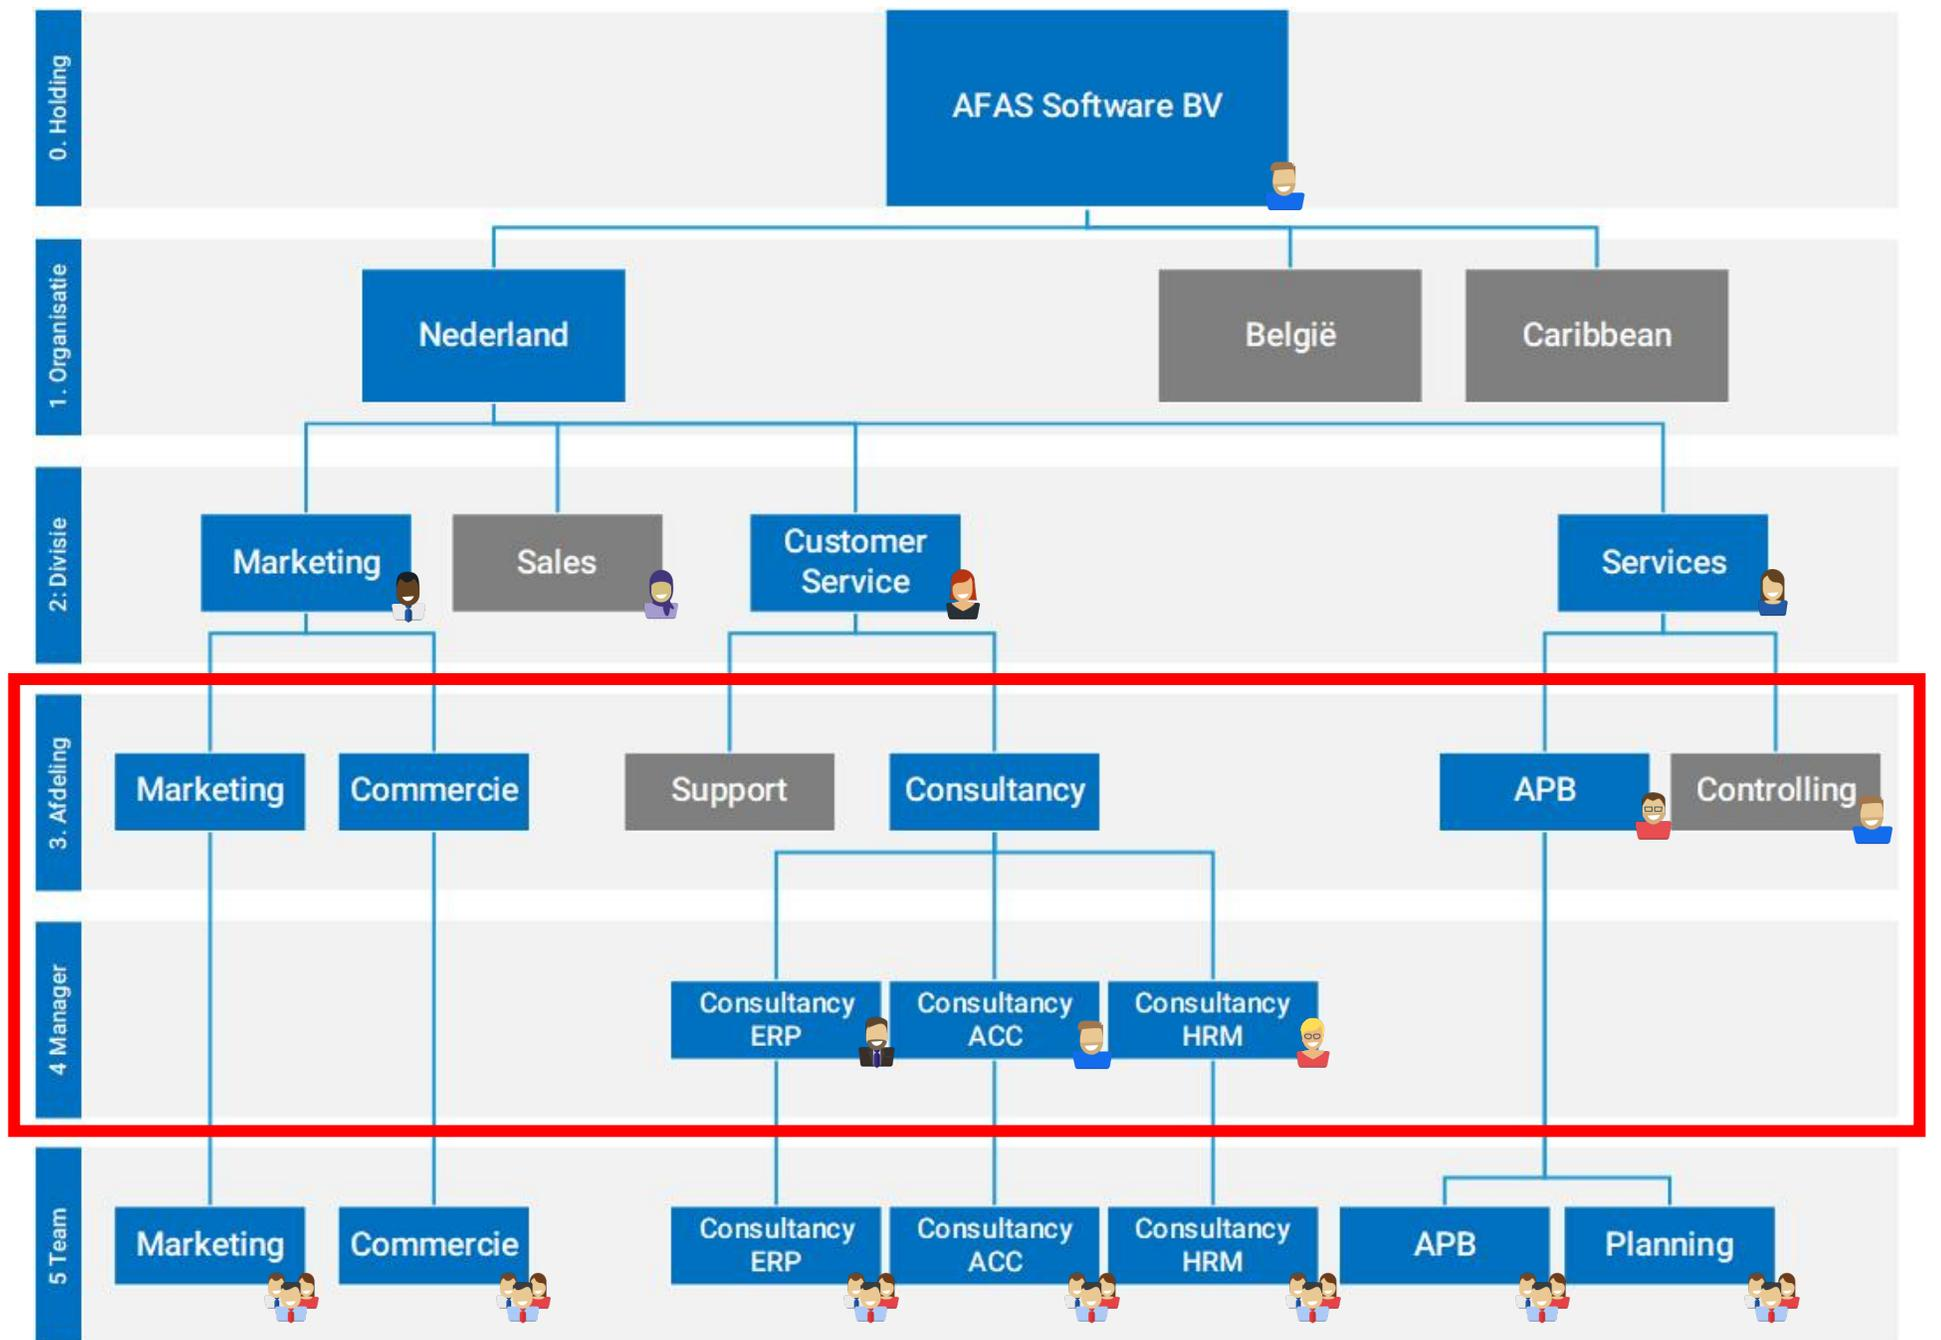 0. Holding
AFAS Software BV
1. Organisatie
Nederland
België
Caribbean
2: Divisie
Marketing
Sales
Customer
Service
Services
3. Afdeling
Marketing
Commercie
Support
Consultancy
APB
Controlling
4 Manager
Consultancy
ERP
Consultancy
ACC
Consultancy
HRM
5 Team
Marketing
Commercie
Consultancy
ERP
Consultancy
ACC
Consultancy
HRM
APB
Planning